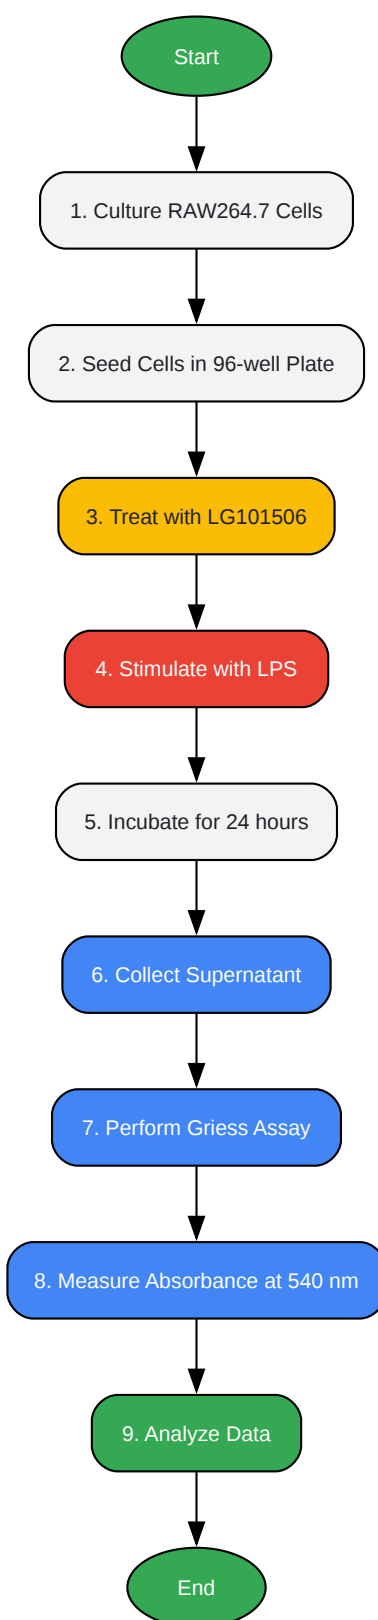 Start
1. Culture RAW264.7 Cells
2. Seed Cells in 96-well Plate
3. Treat with LG101506
4. Stimulate with LPS
5. Incubate for 24 hours
6. Collect Supernatant
7. Perform Griess Assay
8. Measure Absorbance at 540 nm
9. Analyze Data
End